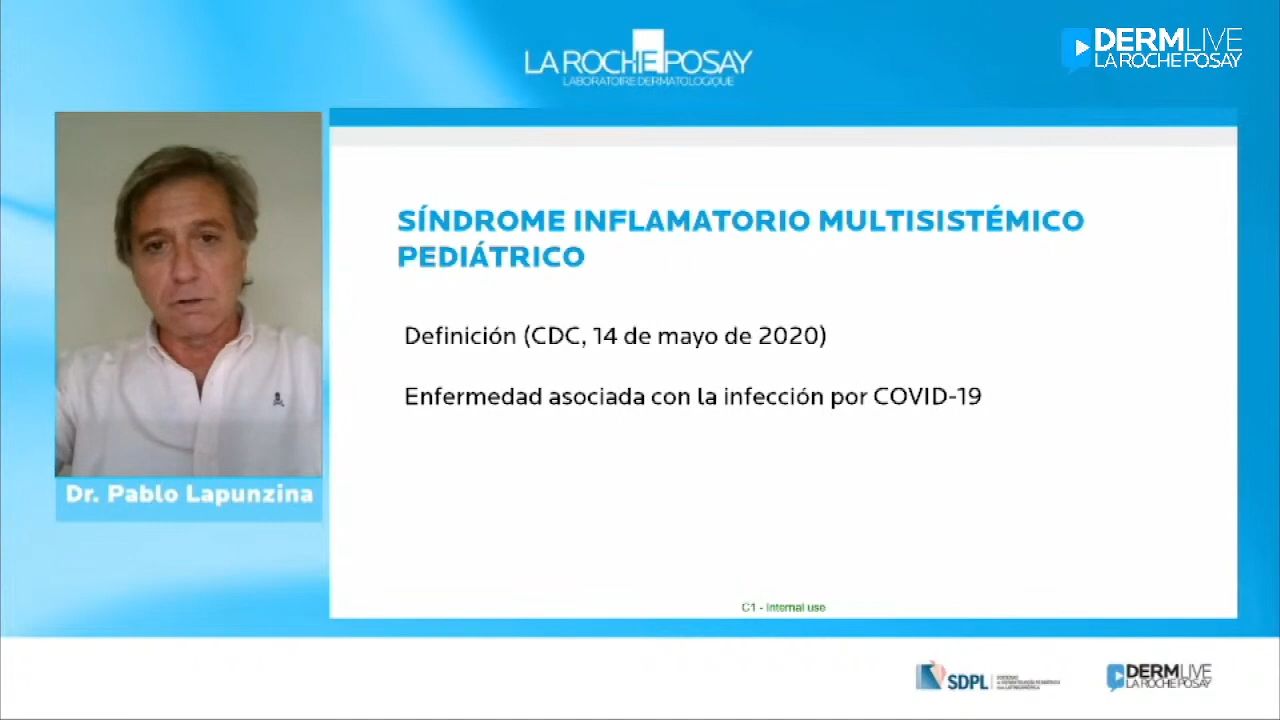 LA ROCHE POSAY
LABORATOIRE DERMATOLOGIQUE
DERMLIVE
LA ROCHE POSAY
SÍNDROME INFLAMATORIO MULTISISTÉMICO
PEDIÁTRICO
Definición (CDC, 14 de mayo de 2020)
Enfermedad asociada con la infección por COVID-19
Dr. Pablo Lapunzina
C1 - Internal use
SDPL
DERMLIVE
LA ROCHE POSAY